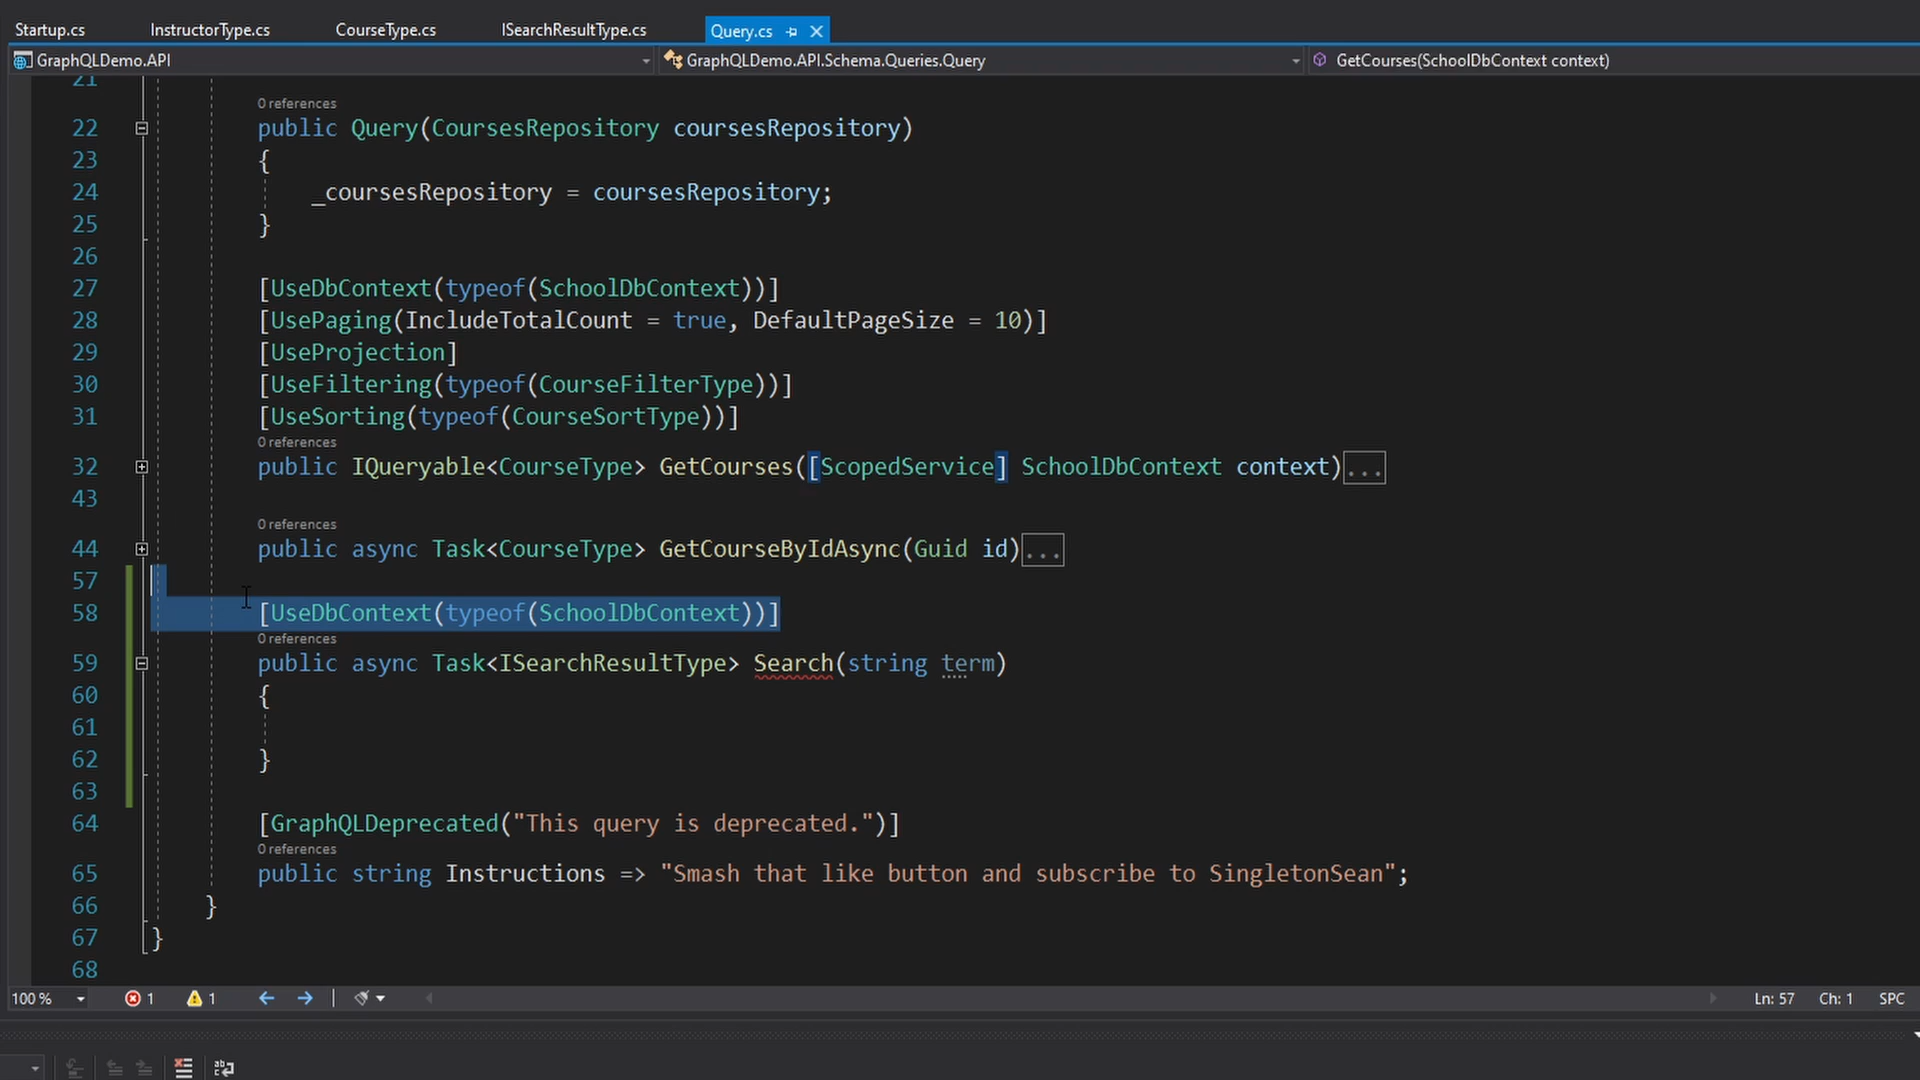 Startup.cs InstructorType.cs CourseType.cs ISearchResultType.cs Query.cs
GraphQLDemo.API GraphQLDemo.API.Schema.Queries.Query GetCourses(SchoolDbContext context)
21
0 references
22 public Query(CoursesRepository coursesRepository)
23 {
24 _coursesRepository = coursesRepository;
25 }
26
27 [UseDbContext(typeof(SchoolDbContext))]
28 [UsePaging(IncludeTotalCount = true, DefaultPageSize = 10)]
29 [UseProjection]
30 [UseFiltering(typeof(CourseFilterType))]
31 [UseSorting(typeof(CourseSortType))]
0 references
32 public IQueryable<CourseType> GetCourses([ScopedService] SchoolDbContext context)...
43
0 references
44 public async Task<CourseType> GetCourseByIdAsync(Guid id)...
57
58 [UseDbContext(typeof(SchoolDbContext))]
0 references
59 public async Task<ISearchResultType> Search(string term)
60 {
61
62 }
63
64 [GraphQLDeprecated("This query is deprecated.")]
0 references
65 public string Instructions => "Smash that like button and subscribe to SingletonSean";
66 }
67 }
68
100 % 1 1 Ln: 57 Ch: 1 SPC